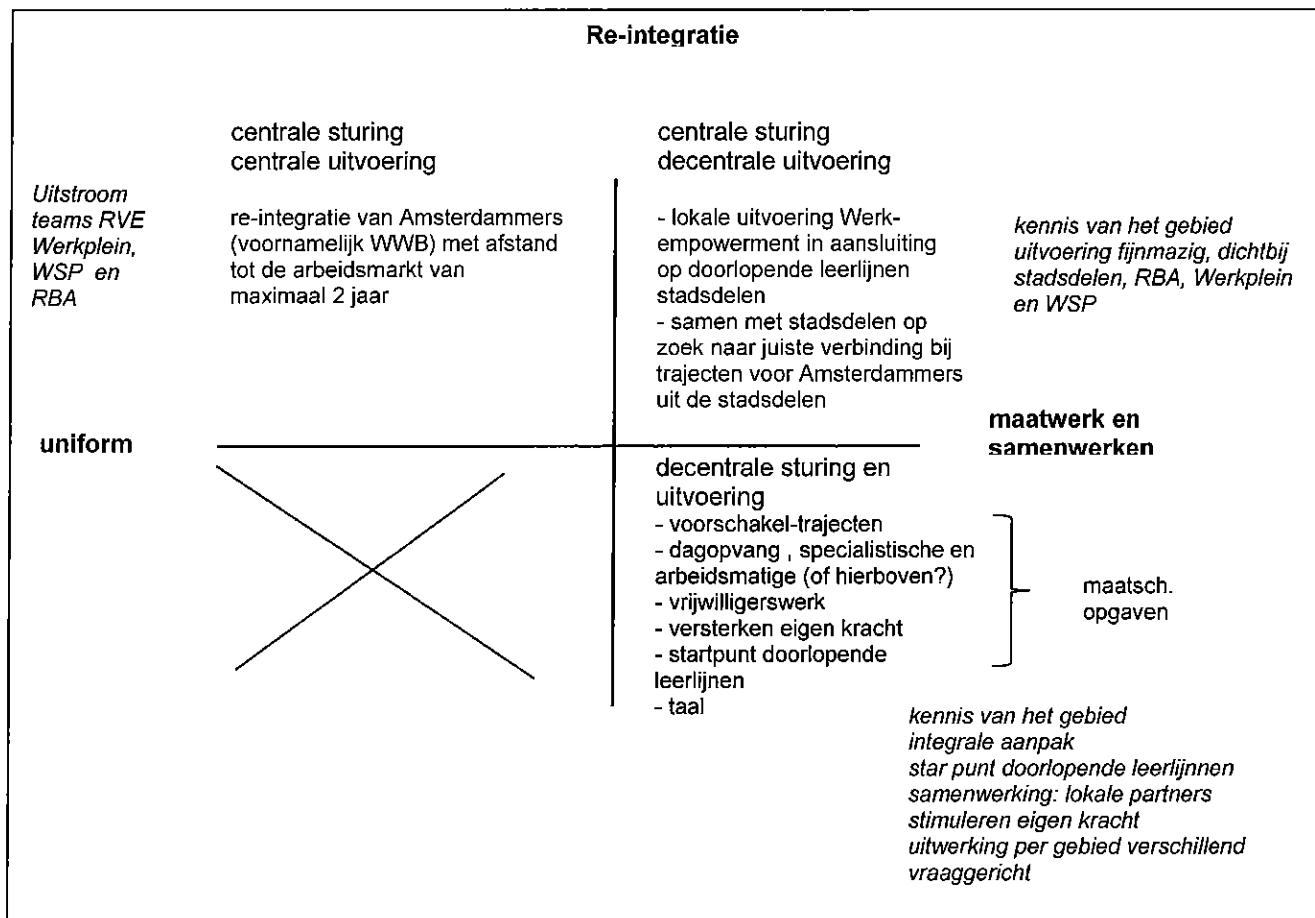 Re-integratie
centrale sturing
centrale uitvoering
Uitstroom
teams RVE
Werkplein,
WSP en
RBA
re-integratie van Amsterdammers
(voornamelijk WWB) met afstand
tot de arbeidsmarkt van
maximaal 2 jaar
centrale sturing
decentrale uitvoering
- lokale uitvoering Werk-
empowerment in aansluiting
op doorlopende leerlijnen
stadsdelen
- samen met stadsdelen op
zoek naar juiste verbinding bij
trajecten voor Amsterdammers
uit de stadsdelen
kennis van het gebied
uitvoering fijnmazig, dichtbij
stadsdelen, RBA, Werkplein
en WSP
uniform
maatwerk en
samenwerken
decentrale sturing en
uitvoering
- voorschakel-trajecten
- dagopvang , specialistische en
arbeidsmatige (of hierboven?)
- vrijwilligerswerk
- versterken eigen kracht
- startpunt doorlopende
leerlijnen
- taal
maatsch.
opgaven
kennis van het gebied
integrale aanpak
star punt doorlopende leerlijnnen
samenwerking: lokale partners
stimuleren eigen kracht
uitwerking per gebied verschillend
vraaggericht